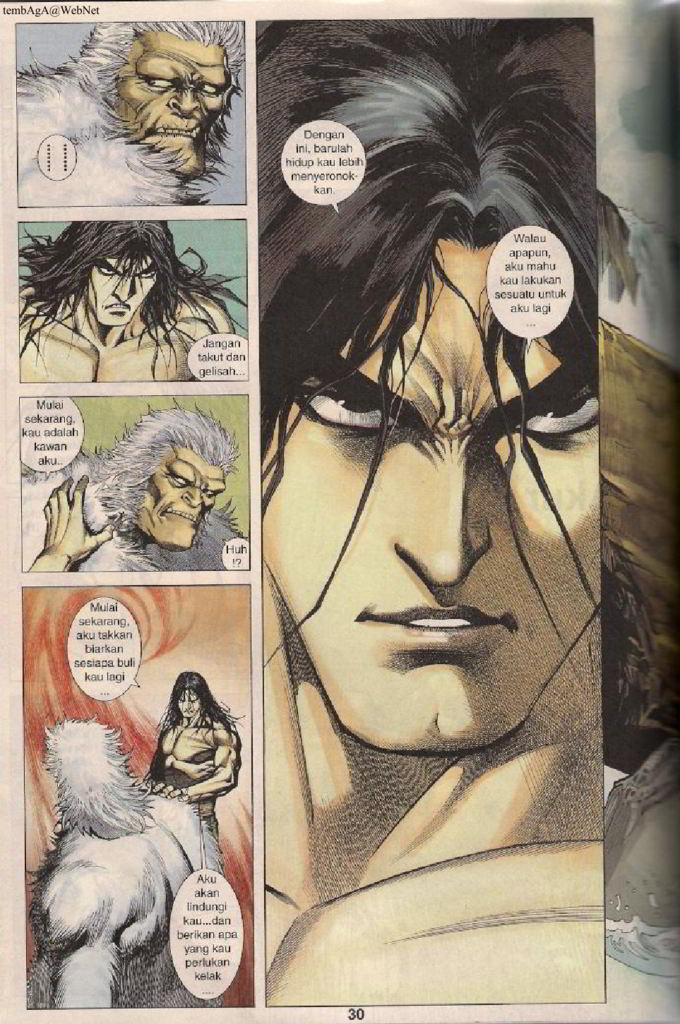 tembAgA@WebNet
!!
Jangan
takut dan
gelisah...
Mulai
sekarang,
kau adalah
kawan
aku..
Huh
!?
Mulai
sekarang,
aku takkan
biarkan
sesiapa buli
kau lagi
...
Aku
akan
lindungi
kau...dan
berikan apa
yang kau
perlukan
kelak
...
Dengan
ini, barulah
hidup kau lebih
menyeronok-
kan.
Walau
apapun,
aku mahu
kau lakukan
sesuatu untuk
aku lagi
...
30